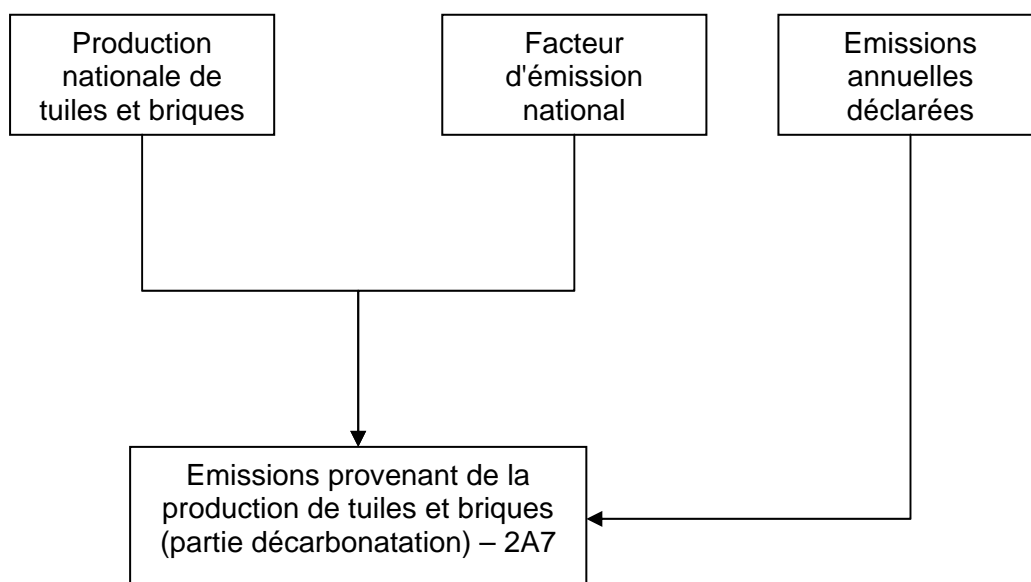 Production
nationale de
tuiles et briques
Facteur
d'émission
national
Emissions
annuelles
déclarées
Emissions provenant de la
production de tuiles et briques
(partie décarbonatation) – 2A7